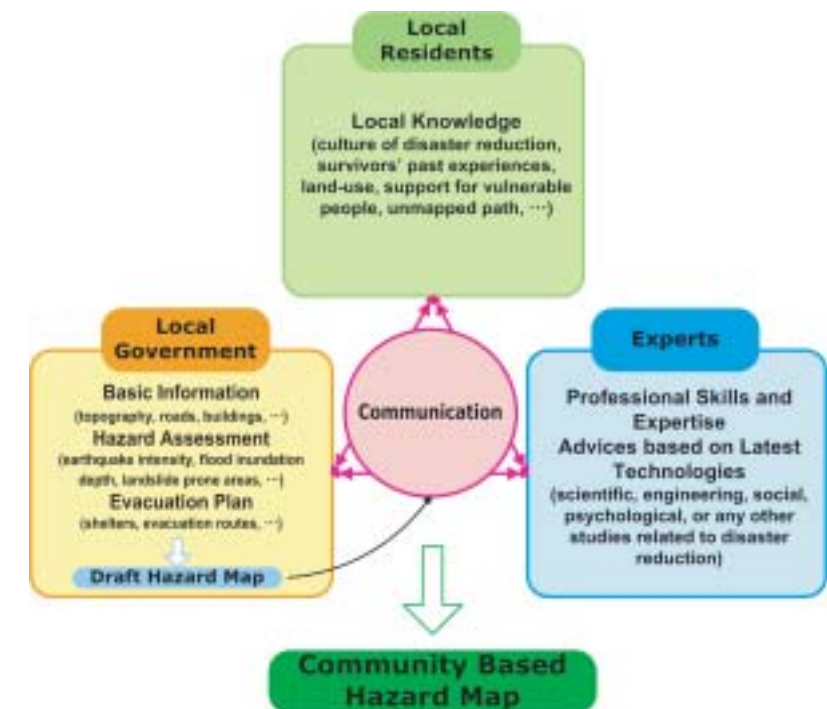 Local
Residents
Local Knowledge
(culture of disaster reduction,
survivors' past experiences,
land-use, support for vulnerable
people, unmapped path, ···)
Local
Government
Basic Information
(topography, roads, buildings, ···)
Hazard Assessment
(earthquake intensity, flood inundation
depth, landslide prone areas, ···)
Evacuation Plan
(shelters, evacuation routes, ···)
Draft Hazard Map
Communication
Experts
Professional Skills and
Expertise
Advices based on Latest
Technologies
(scientific, engineering, social,
psychological, or any other
studies related to disaster
reduction)
Community Based
Hazard Map